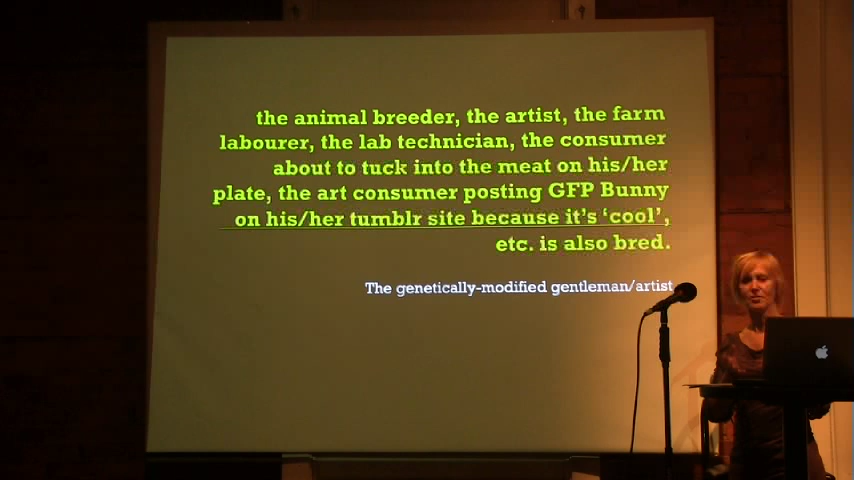 the animal breeder, the artist, the farm
labourer, the lab technician, the consumer
about to tuck into the meat on his/her
plate, the art consumer posting GFP Bunny
on his/her tumblr site because it's ‘cool’,
etc. is also bred.
The genetically-modified gentleman/artist